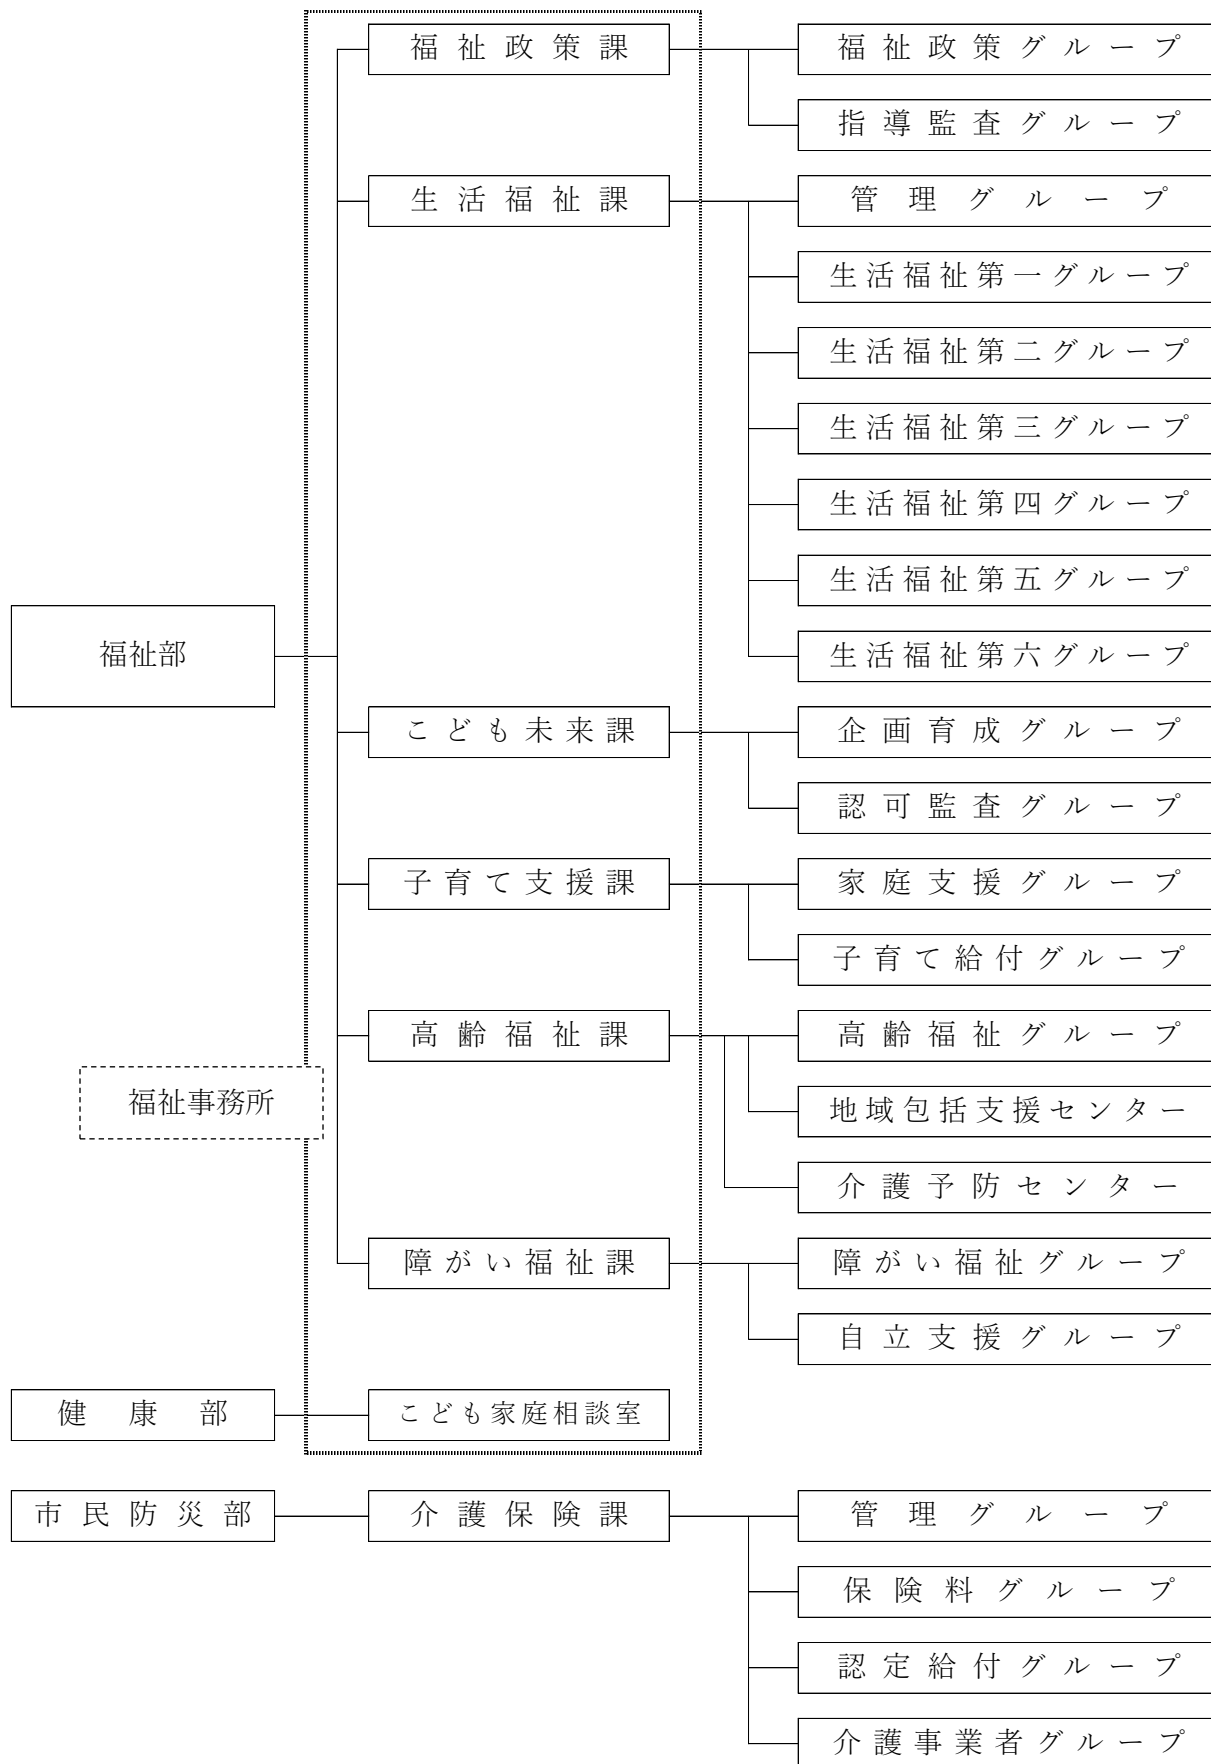 福祉政策課
福祉政策グループ
指導監査グループ
生活福祉課
管理グループ
生活福祉第一グループ
生活福祉第二グループ
生活福祉第三グループ
生活福祉第四グループ
生活福祉第五グループ
福祉部
生活福祉第六グループ
こども未来課
企画育成グループ
認可監査グループ
子育て支援課
家庭支援グループ
子育て給付グループ
高齢福祉課
高齢福祉グループ
福祉事務所
地域包括支援センター
介護予防センター
障がい福祉課
障がい福祉グループ
自立支援グループ
健康部
こども家庭相談室
市民防災部
介護保険課
管理グループ
保険料グループ
認定給付グループ
介護事業者グループ